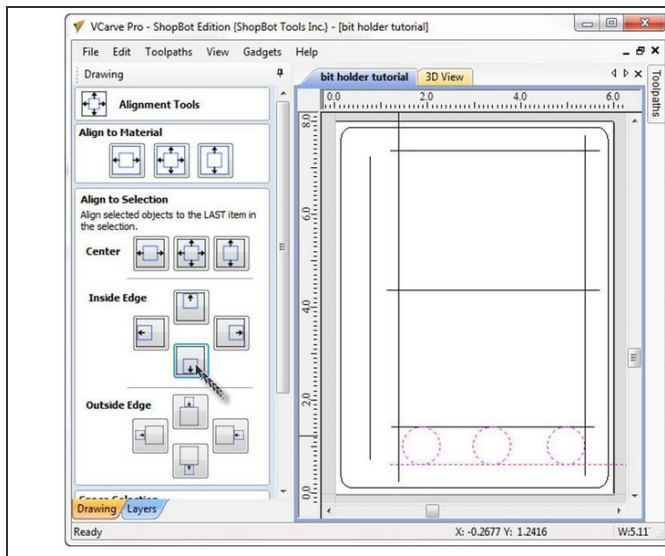 VCarve Pro - ShopBot Edition {ShopBot Tools Inc.} - [bit holder tutorial]
File Edit Toolpaths View Gadgets Help
Drawing
bit holder tutorial 3D View
Toolpaths
Alignment Tools
Align to Material
Align to Selection
Align selected objects to the LAST item in
the selection.
Center
Inside Edge
Outside Edge
Drawing Layers
0.0 2.0 4.0 6.0
8.0
6.0
4.0
2.0
0.0
Ready X: -0.2677 Y: 1.2416 W:5.11